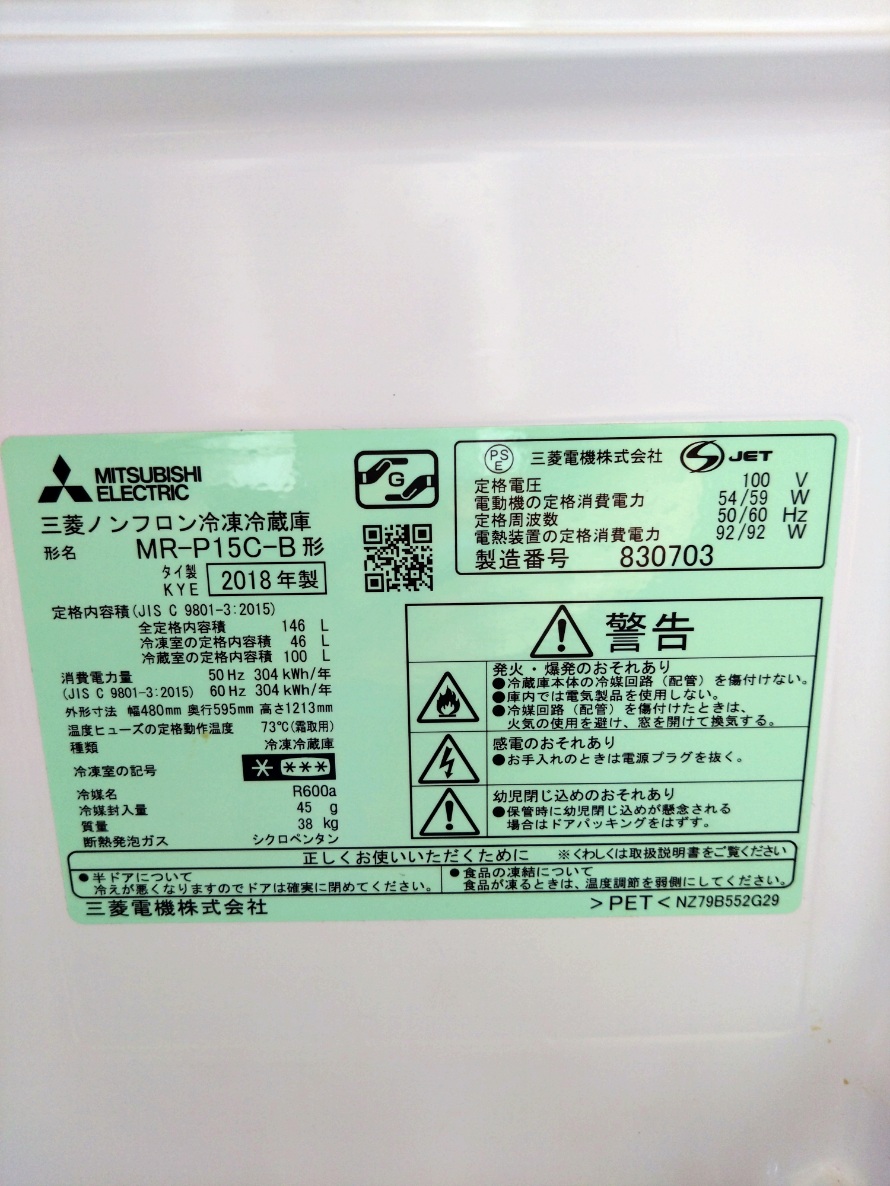 MITSUBISHI
ELECTRIC
三菱ノンフロン冷凍冷蔵庫
形名 MR-P15C-B 形
タイ製
KYE 2018年製
定格内容積(JIS C 9801-3:2015)
全定格内容積 146 L
冷凍室の定格内容積 46 L
冷蔵室の定格内容積 100 L
消費電力量 50 Hz 304 kWh/年
(JIS C 9801-3:2015) 60 Hz 304 kWh/年
外形寸法 幅480mm 奥行595mm 高さ1213mm
温度ヒューズの定格動作温度 73℃(霜取用)
種類 冷凍冷蔵庫
冷凍室の記号 * ***
冷媒名 R600a
冷媒封入量 45 g
質量 38 kg
断熱発泡ガス シクロペンタン
G
PS
E 三菱電機株式会社 S JET
定格電圧 100 V
電動機の定格消費電力 54/59 W
定格周波数 50/60 Hz
電熱装置の定格消費電力 92/92 W
製造番号 830703
警告
発火・爆発のおそれあり
●冷蔵庫本体の冷媒回路(配管)を傷付けない。
●庫内では電気製品を使用しない。
●冷媒回路(配管)を傷付けたときは、
火気の使用を避け、窓を開けて換気する。
感電のおそれあり
●お手入れのときは電源プラグを抜く。
幼児閉じ込めのおそれあり
●保管時に幼児閉じ込めが懸念される
場合はドアパッキングをはずす。
正しくお使いいただくために ※くわしくは取扱説明書をご覧ください
●半ドアについて
冷えが悪くなりますのでドアは確実に閉めてください。
●食品の凍結について
食品が凍るときは、温度調節を弱側にしてください。
三菱電機株式会社 >PET< NZ79B552G29